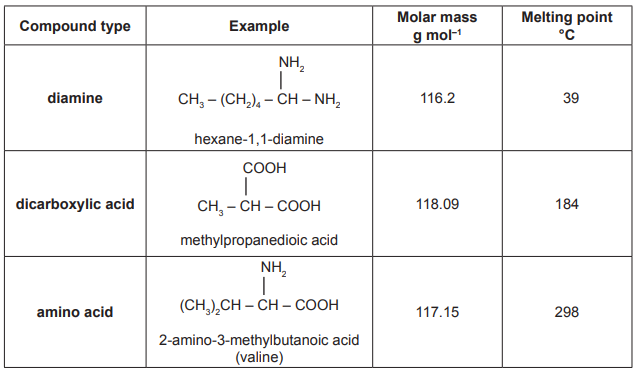 Compound type Example Molar mass g mol⁻¹ Melting point °C
NH₂
|
diamine CH₃ – (CH₂)₄ – CH – NH₂ 116.2 39
hexane-1,1-diamine
COOH
|
dicarboxylic acid CH₃ – CH – COOH 118.09 184
methylpropanedioic acid
NH₂
|
amino acid (CH₃)₂CH – CH – COOH 117.15 298
2-amino-3-methylbutanoic acid
(valine)